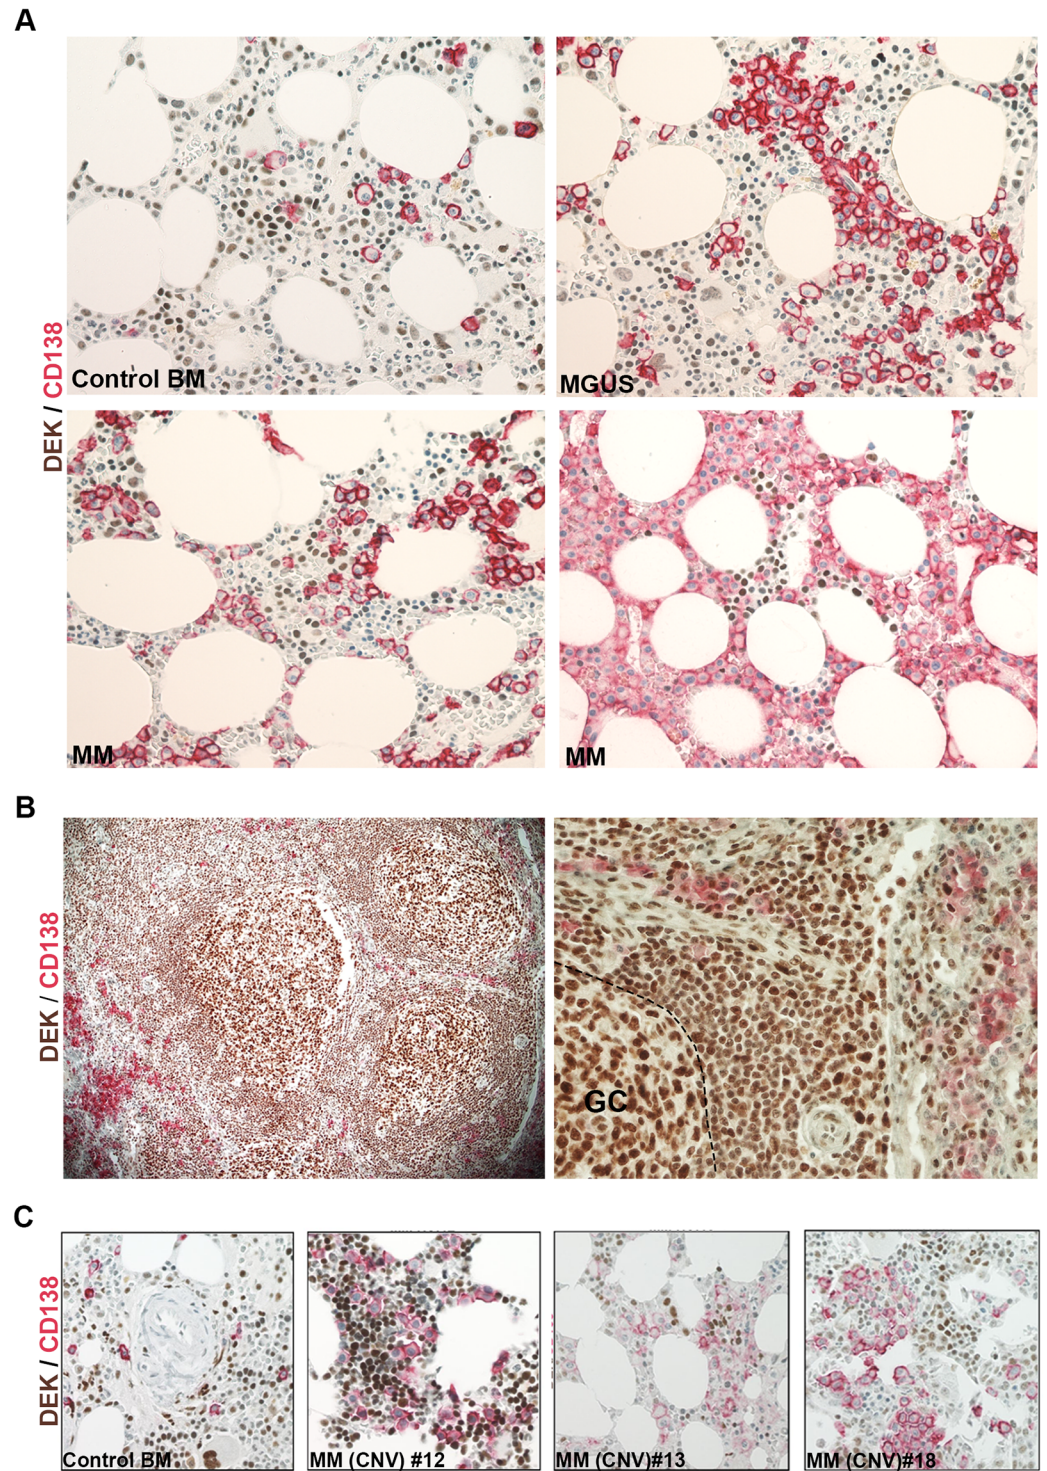 A
DEK / CD138
Control BM
MGUS
MM
MM
B
DEK / CD138
GC
C
DEK / CD138
Control BM
MM (CNV) #12
MM (CNV)#13
MM (CNV)#18